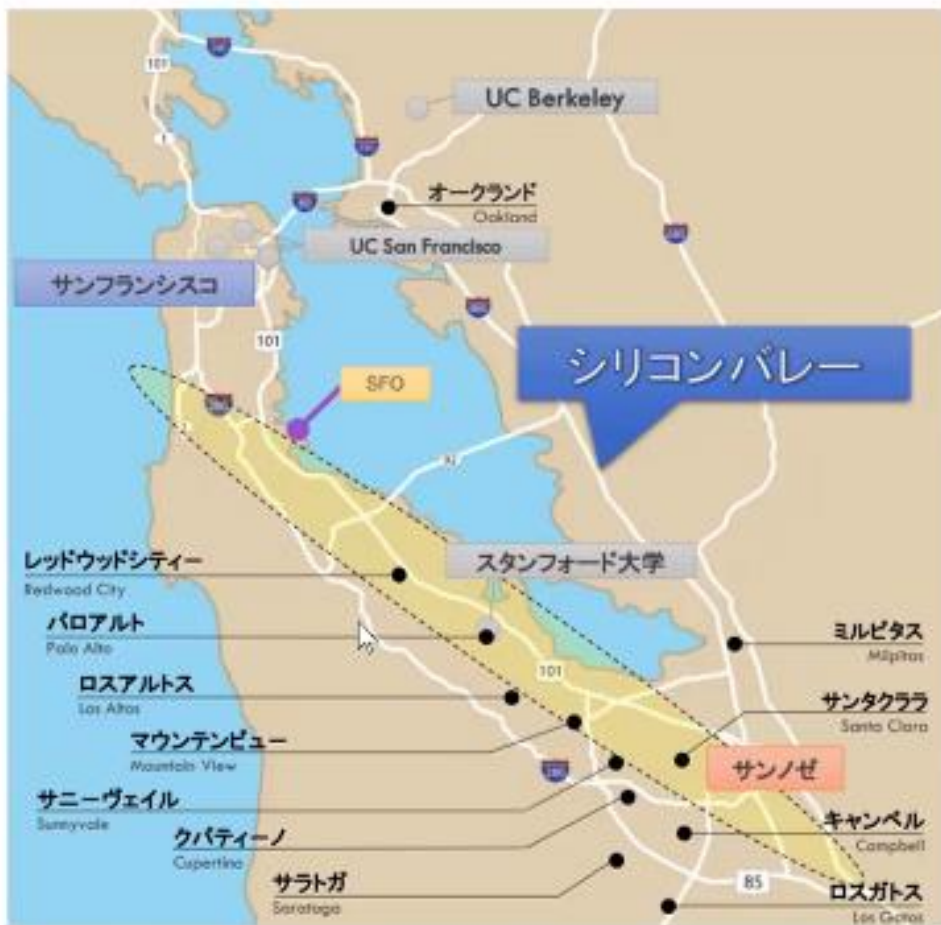 101
UC Berkeley
1
オークランド
Oakland
UC San Francisco
サンフランシスコ
101
シリコンバレー
SFO
レッドウッドシティー
Redwood City
スタンフォード大学
パロアルト
Palo Alto
ミルピタス
Milpitas
101
ロスアルトス
Los Altos
サンタクララ
Santa Clara
マウンテンビュー
Mountain View
サンノゼ
サニーヴェイル
Sunnyvale
クパティーノ
Cupertino
キャンベル
Campbell
サラトガ
Saratoga
85
ロスガトス
Los Gatos